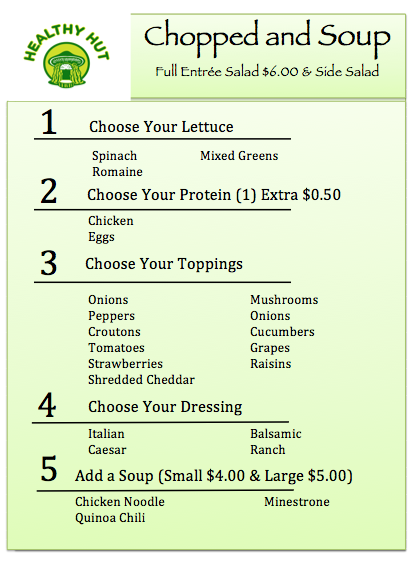 HEALTHY HUT
Chopped and Soup
Full Entrée Salad $6.00 & Side Salad
1 Choose Your Lettuce
Spinach Mixed Greens
Romaine
2 Choose Your Protein (1) Extra $0.50
Chicken
Eggs
3 Choose Your Toppings
Onions Mushrooms
Peppers Onions
Croutons Cucumbers
Tomatoes Grapes
Strawberries Raisins
Shredded Cheddar
4 Choose Your Dressing
Italian Balsamic
Caesar Ranch
5 Add a Soup (Small $4.00 & Large $5.00)
Chicken Noodle Minestrone
Quinoa Chili